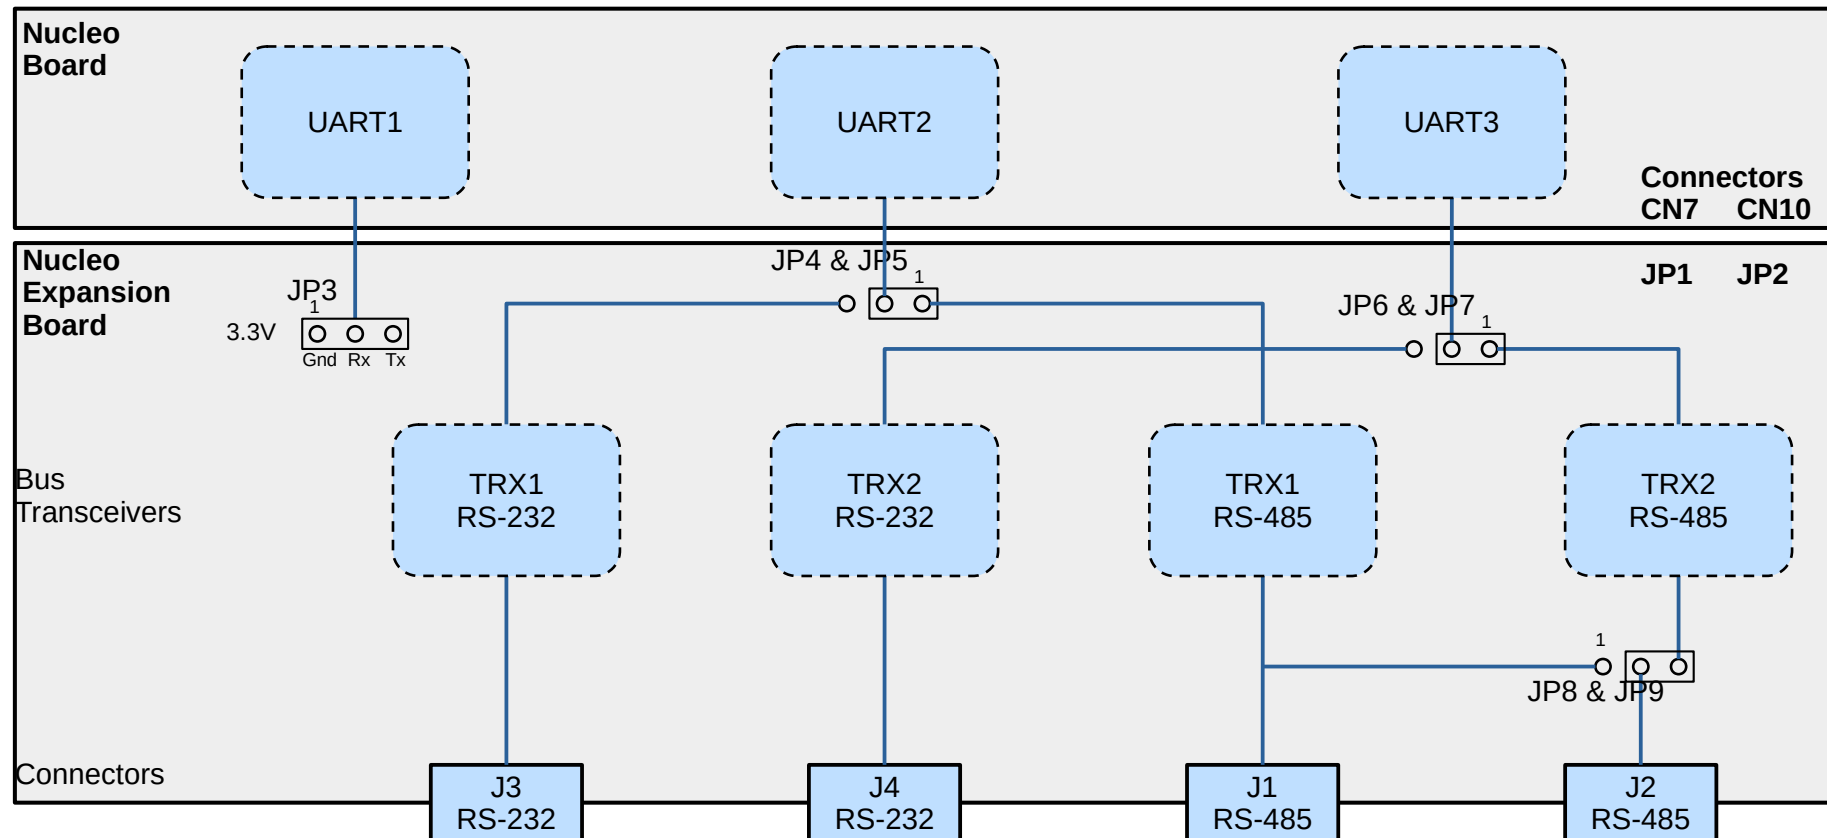 Nucleo
Board
UART1
UART2
UART3
Connectors
CN7 CN10
Nucleo
Expansion
Board
JP1 JP2
JP3
1
3.3V
Gnd Rx Tx
JP4 & JP5
1
JP6 & JP7
1
Bus
Transceivers
TRX1
RS-232
TRX2
RS-232
TRX1
RS-485
TRX2
RS-485
1
JP8 & JP9
Connectors
J3
RS-232
J4
RS-232
J1
RS-485
J2
RS-485